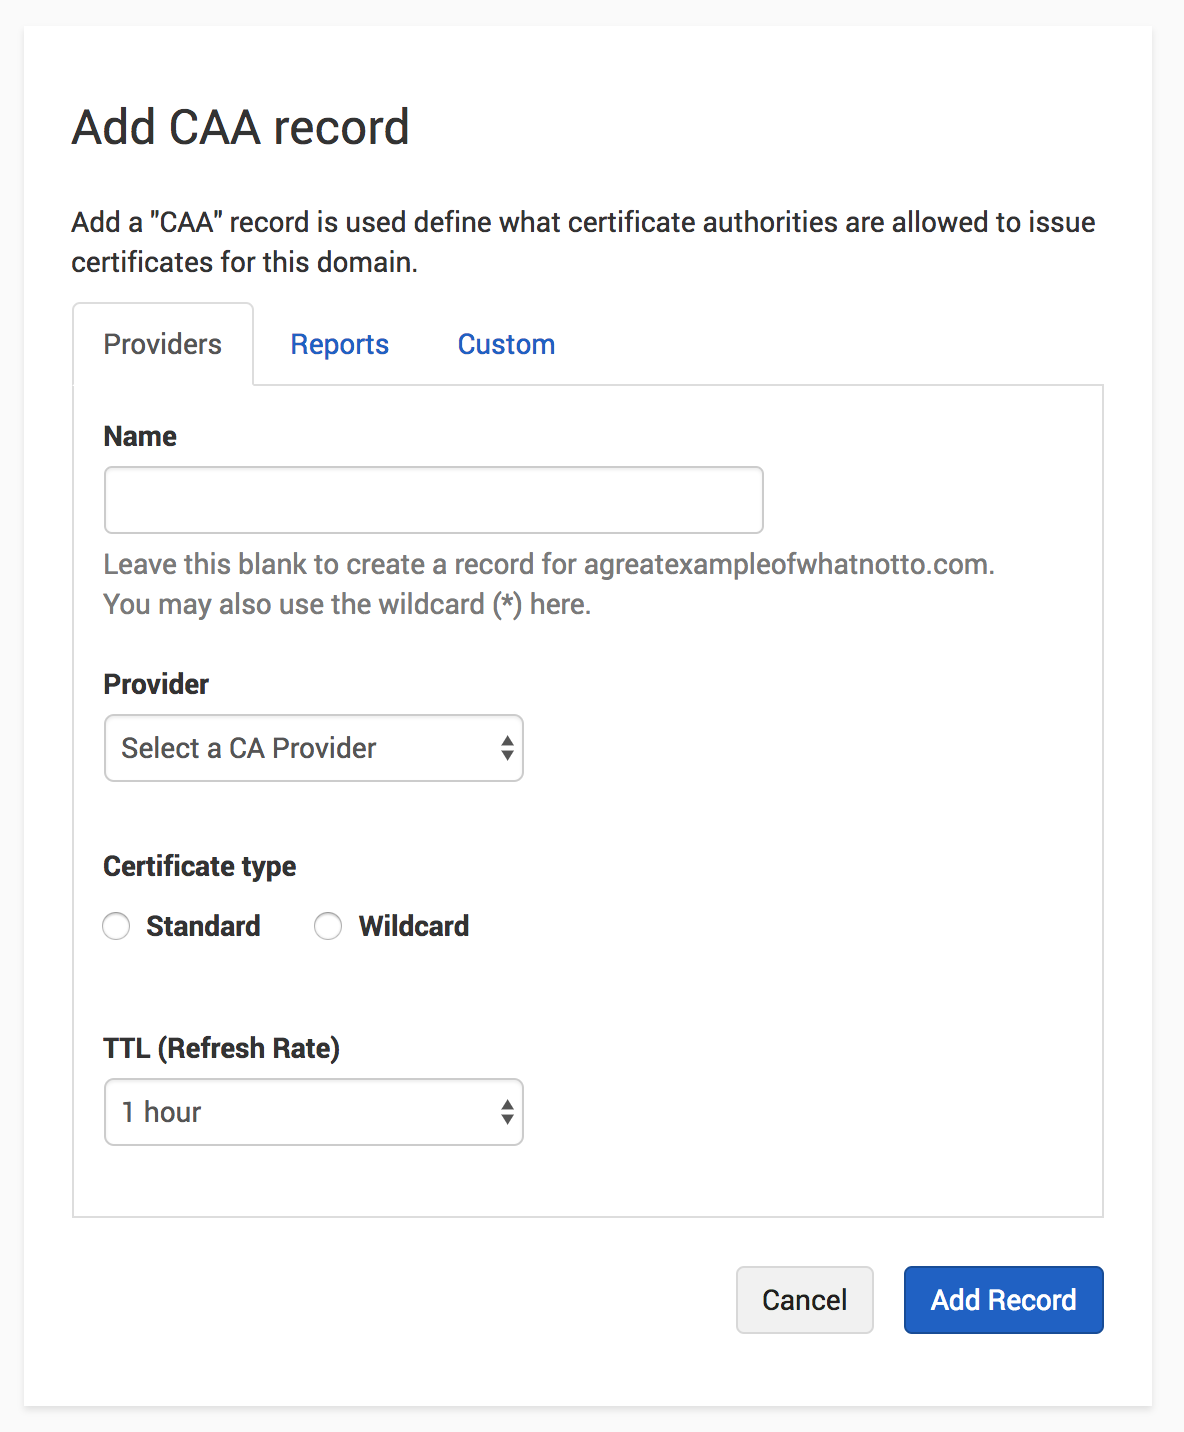 Add CAA record
Add a "CAA" record is used define what certificate authorities are allowed to issue
certificates for this domain.
Providers Reports Custom
Name
Leave this blank to create a record for agreatexampleofwhatnotto.com.
You may also use the wildcard (*) here.
Provider
Select a CA Provider
Certificate type
Standard Wildcard
TTL (Refresh Rate)
1 hour
Cancel Add Record